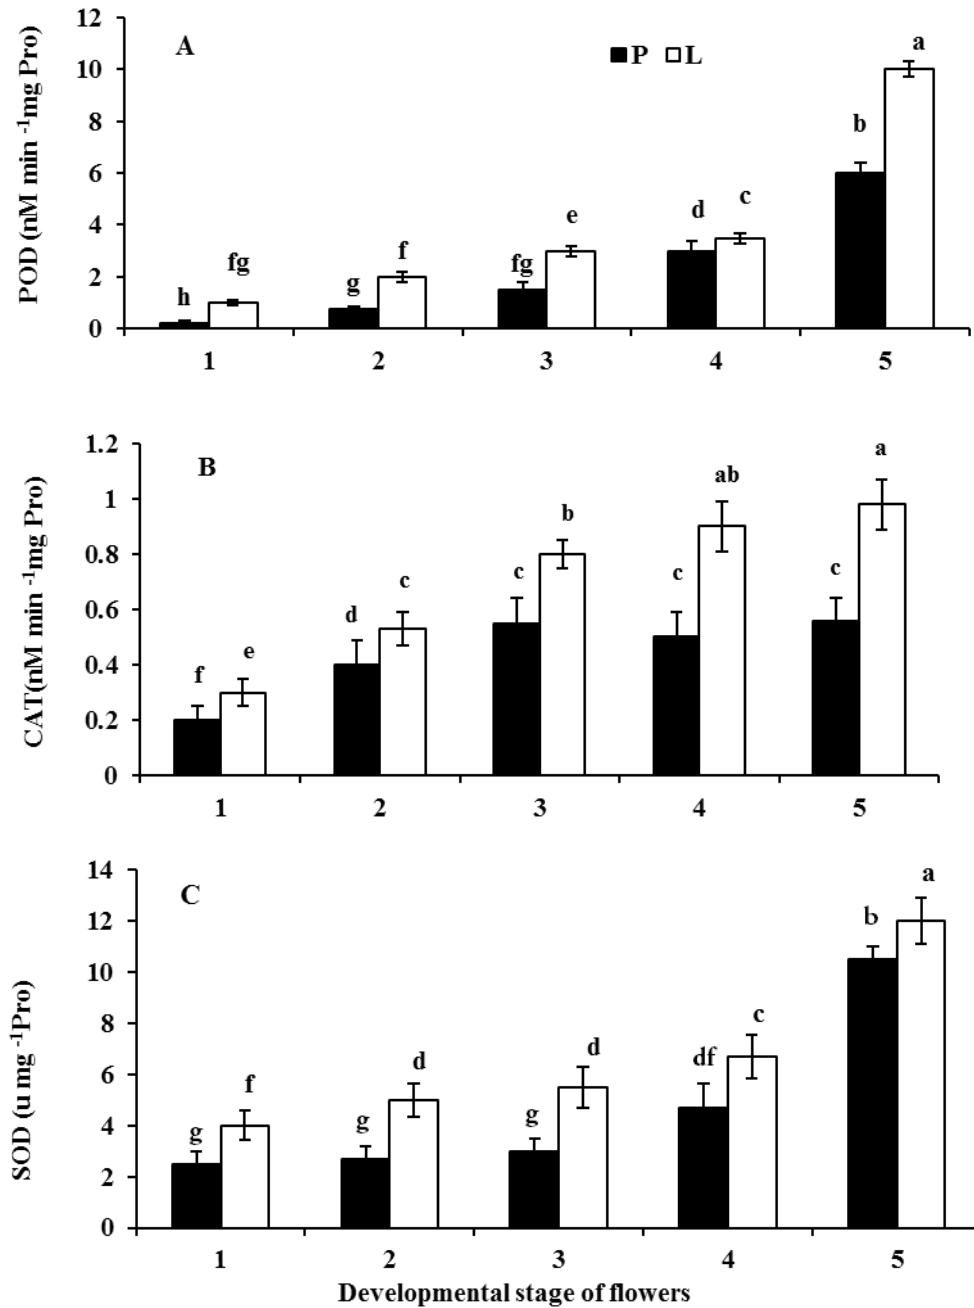 12
A
P L
a
10
POD (nM min -1mg Pro)
8
b
6
d
c
4
e
fg
f
fg
2
h
g
0
1 2 3 4 5
1.2
B
a
ab
CAT(nM min -1mg Pro)
1
b
0.8
c
c
c
c
0.6
d
0.4
f
e
0.2
0
1 2 3 4 5
14
C
a
12
b
10
SOD (u mg -1Pro)
8
c
6
f
d
d
df
4
g
g
g
2
0
1 2 3 4 5
Developmental stage of flowers